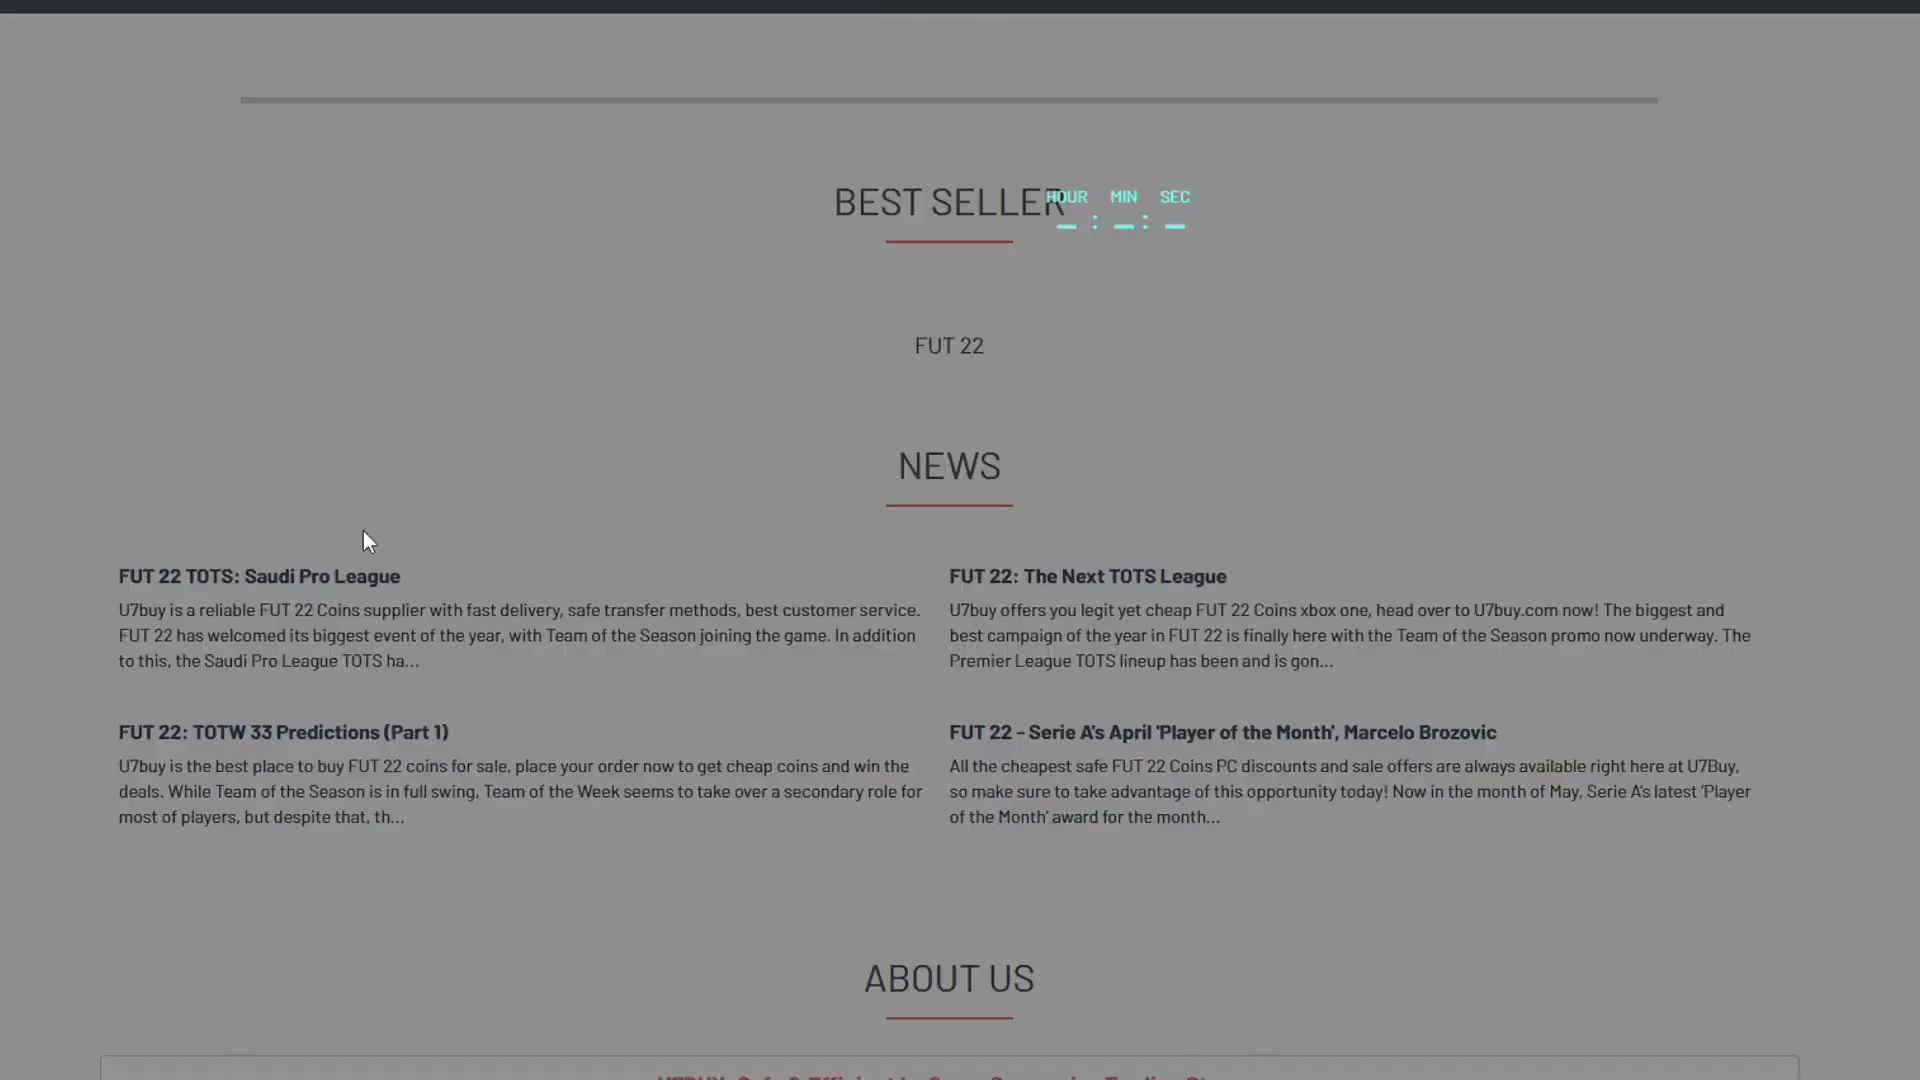 BEST SELLER
HOUR MIN SEC
– : – : –
FUT 22
NEWS
FUT 22 TOTS: Saudi Pro League
U7buy is a reliable FUT 22 Coins supplier with fast delivery, safe transfer methods, best customer service.
FUT 22 has welcomed its biggest event of the year, with Team of the Season joining the game. In addition
to this, the Saudi Pro League TOTS ha...
FUT 22: The Next TOTS League
U7buy offers you legit yet cheap FUT 22 Coins xbox one, head over to U7buy.com now! The biggest and
best campaign of the year in FUT 22 is finally here with the Team of the Season promo now underway. The
Premier League TOTS lineup has been and is gon...
FUT 22: TOTW 33 Predictions (Part 1)
U7buy is the best place to buy FUT 22 coins for sale, place your order now to get cheap coins and win the
deals. While Team of the Season is in full swing, Team of the Week seems to take over a secondary role for
most of players, but despite that, th...
FUT 22 - Serie A's April 'Player of the Month', Marcelo Brozovic
All the cheapest safe FUT 22 Coins PC discounts and sale offers are always available right here at U7Buy,
so make sure to take advantage of this opportunity today! Now in the month of May, Serie A's latest 'Player
of the Month' award for the month...
ABOUT US